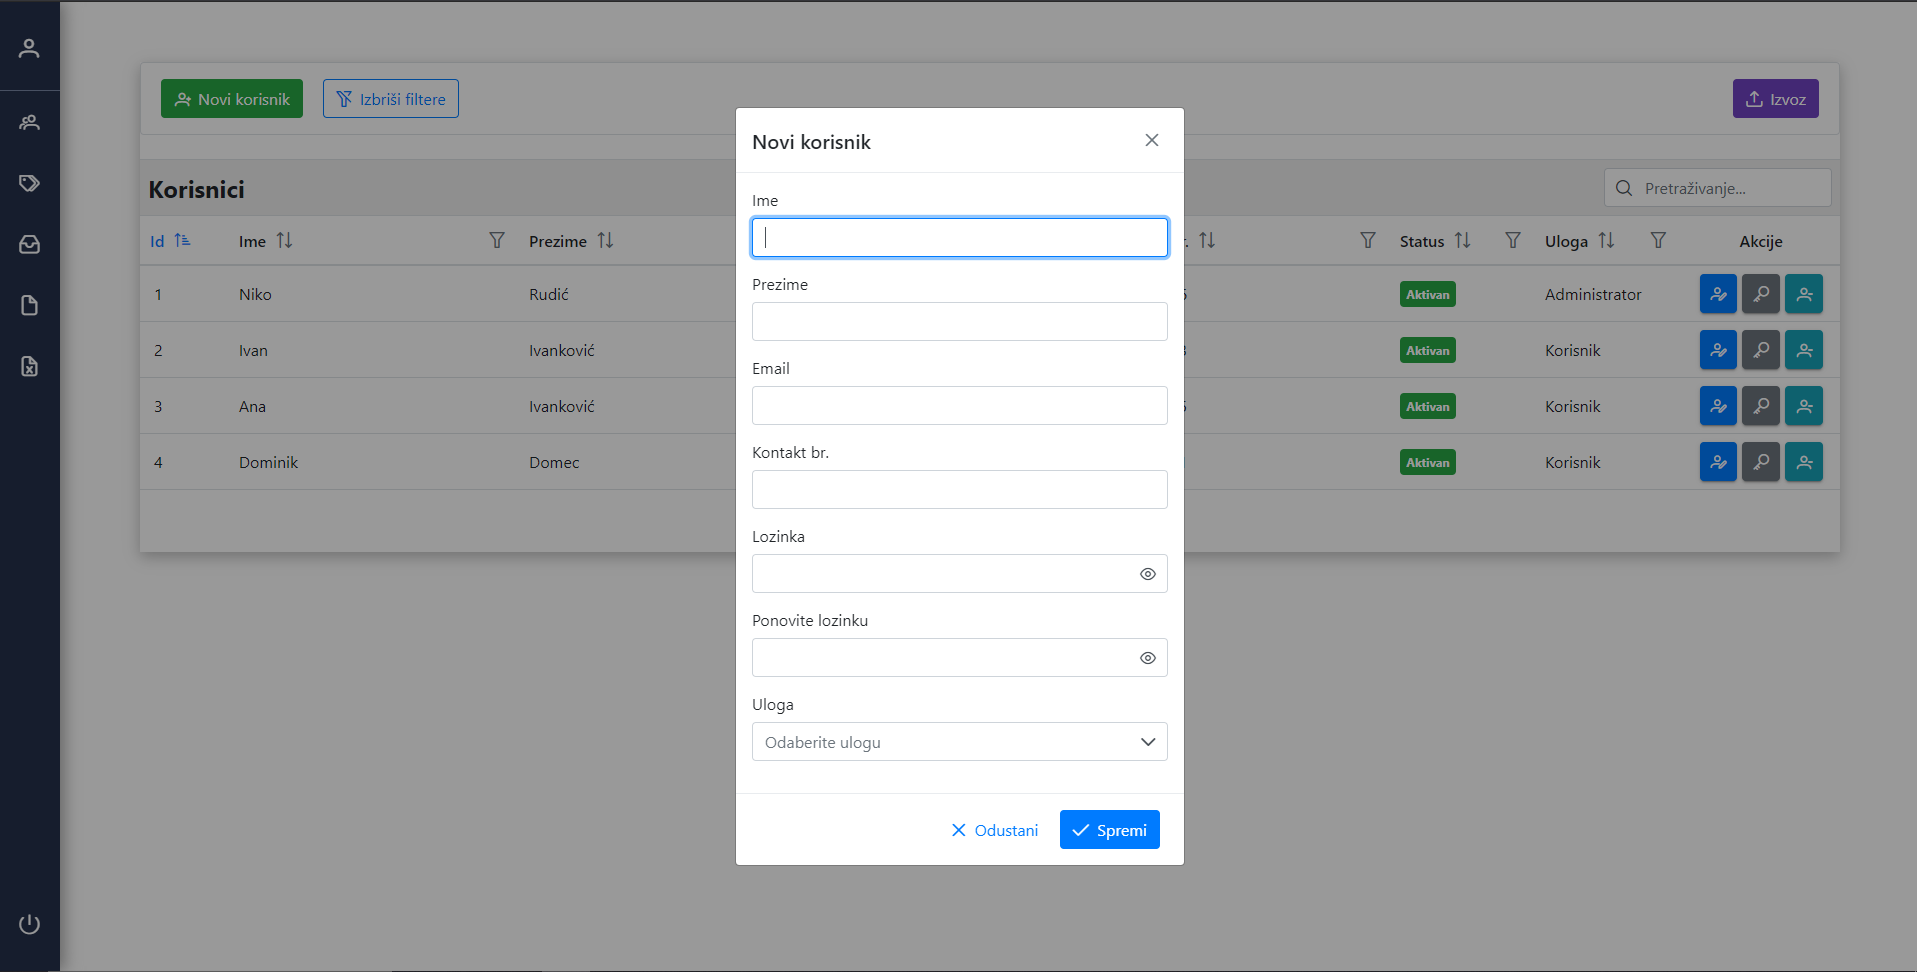 Novi korisnik
Izbriši filtere
Izvoz
Korisnici
Pretraživanje...
Id Ime Prezime Status Uloga Akcije
1 Niko Rudić Aktivan Administrator
2 Ivan Ivanković Aktivan Korisnik
3 Ana Ivanković Aktivan Korisnik
4 Dominik Domec Aktivan Korisnik
Novi korisnik
Ime
Prezime
Email
Kontakt br.
Lozinka
Ponovite lozinku
Uloga
Odaberite ulogu
Odustani
Spremi